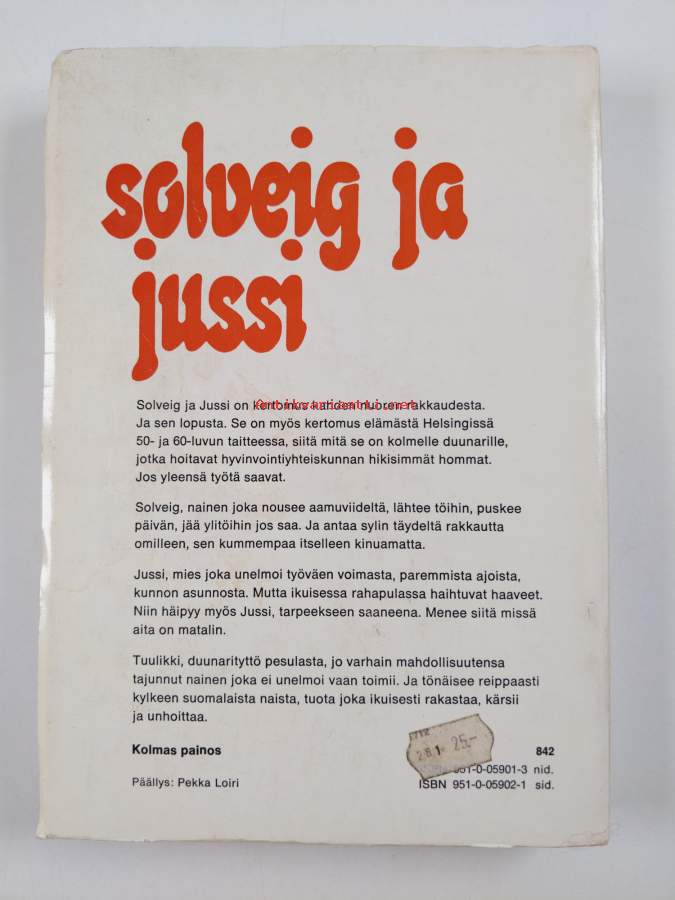 solveig ja
jussi
Solveig ja Jussi on kertomus kahden nuoren rakkaudesta.
Antikvariaatti.net
Ja sen lopusta. Se on myös kertomus elämästä Helsingissä
50- ja 60-luvun taitteessa, siitä mitä se on kolmelle duunarille,
jotka hoitavat hyvinvointiyhteiskunnan hikisimmät hommat.
Jos yleensä työtä saavat.
Solveig, nainen joka nousee aamuviideltä, lähtee töihin, puskee
päivän, jää ylitöihin jos saa. Ja antaa sylin täydeltä rakkautta
omilleen, sen kummempaa itselleen kinuamatta.
Jussi, mies joka unelmoi työväen voimasta, paremmista ajoista,
kunnon asunnosta. Mutta ikuisessa rahapulassa haihtuvat haaveet.
Niin häipyy myös Jussi, tarpeekseen saaneena. Menee siitä missä
aita on matalin.
Tuulikki, duunarityttö pesulasta, jo varhain mahdollisuutensa
tajunnut nainen joka ei unelmoi vaan toimii. Ja tönäisee reippaasti
kylkeen suomalaista naista, tuota joka ikuisesti rakastaa, kärsii
ja unhoittaa.
Kolmas painos
842
25:-
951-0-05901-3 nid.
Päällys: Pekka Loiri
ISBN 951-0-05902-1 sid.